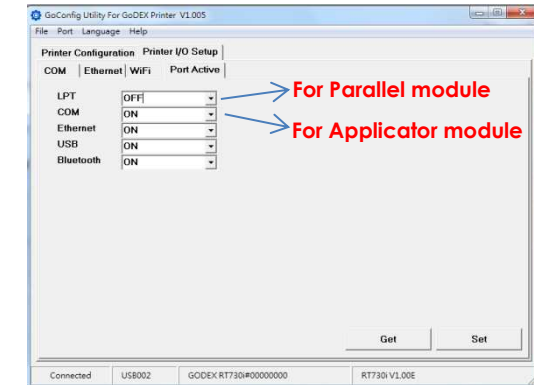 GoConfig Utility For GoDEX Printer V1.005
File Port Language Help
Printer Configuration Printer I/O Setup
COM Ethernet WiFi Port Active
LPT OFF For Parallel module
COM ON For Applicator module
Ethernet ON
USB ON
Bluetooth ON
Get Set
Connected USB002 GODEX RT730i#00000000 RT730i V1.00E